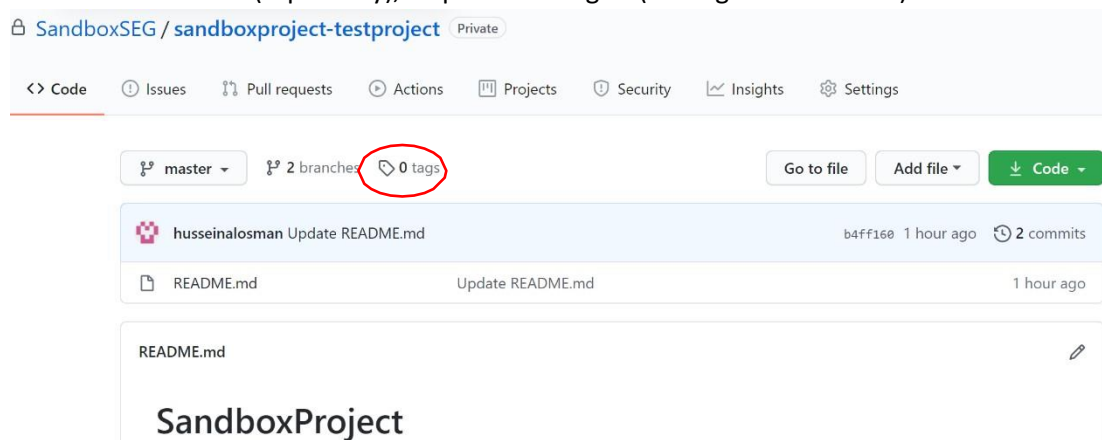 SandboxSEG / sandboxproject-testproject Private
Code Issues Pull requests Actions Projects Security Insights Settings
master 2 branches 0 tags Go to file Add file Code
husseinalosman Update README.md b4ff160 1 hour ago 2 commits
README.md Update README.md 1 hour ago
README.md
SandboxProject